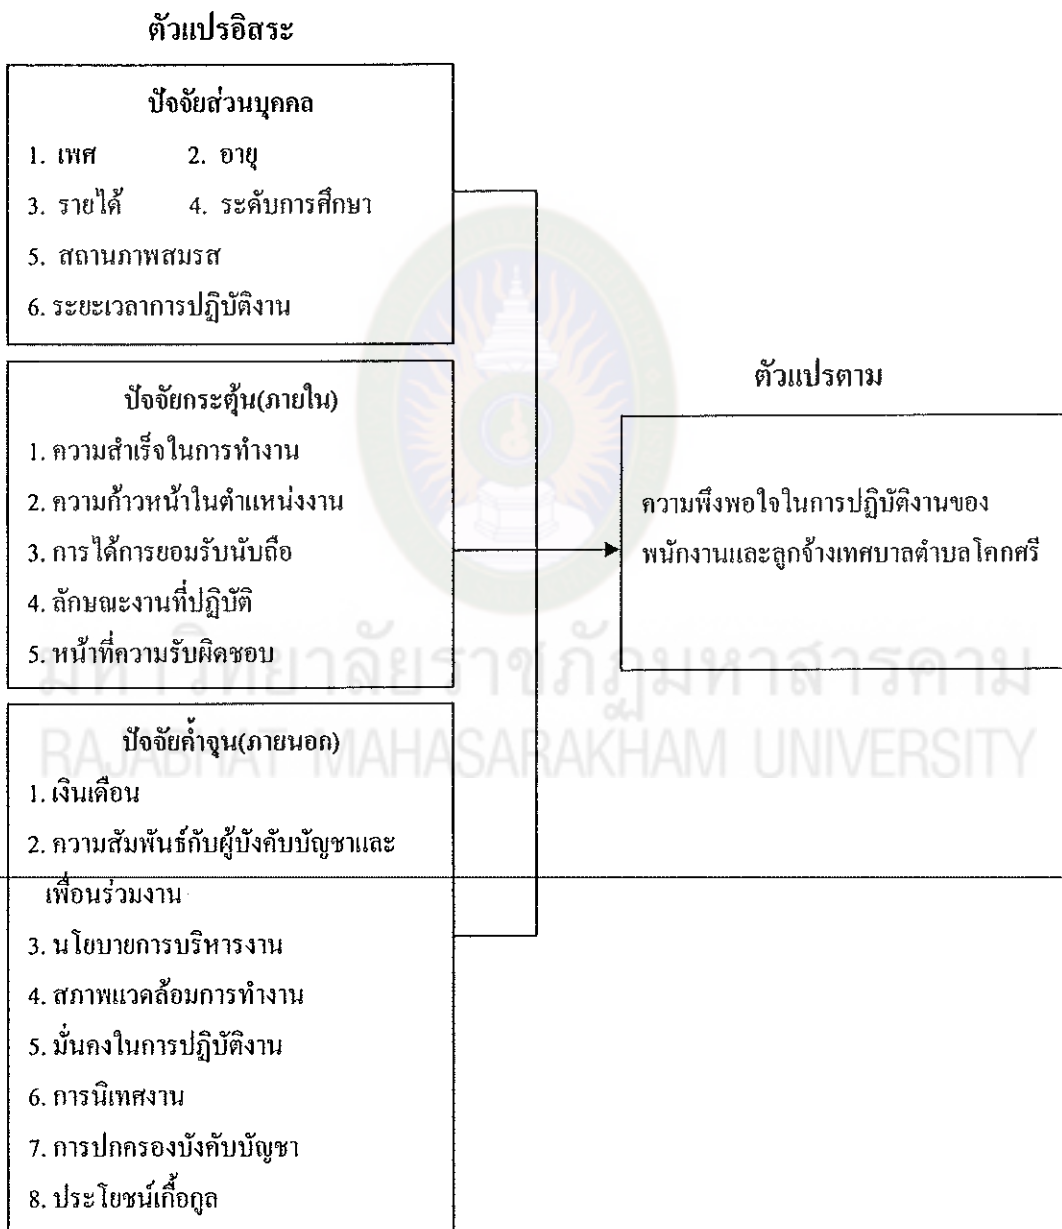 ตัวแปรอิสระ
ปัจจัยส่วนบุคคล
1. เพศ 2. อายุ
3. รายได้ 4. ระดับการศึกษา
5. สถานภาพสมรส
6. ระยะเวลาการปฏิบัติงาน
ปัจจัยกระตุ้น(ภายใน)
1. ความสำเร็จในการทำงาน
2. ความก้าวหน้าในตำแหน่งงาน
3. การได้การยอมรับนับถือ
4. ลักษณะงานที่ปฏิบัติ
5. หน้าที่ความรับผิดชอบ
ปัจจัยค้ำจุน(ภายนอก)
1. เงินเดือน
2. ความสัมพันธ์กับผู้บังคับบัญชาและ
เพื่อนร่วมงาน
3. นโยบายการบริหารงาน
4. สภาพแวดล้อมการทำงาน
5. มั่นคงในการปฏิบัติงาน
6. การนิเทศงาน
7. การปกครองบังคับบัญชา
8. ประโยชน์เกื้อกูล
ตัวแปรตาม
ความพึงพอใจในการปฏิบัติงานของ
พนักงานและลูกจ้างเทศบาลตำบลโคกศรี
มหาวิทยาลัยราชภัฏมหาสารคาม
RAJABHAT MAHASARAKHAM UNIVERSITY